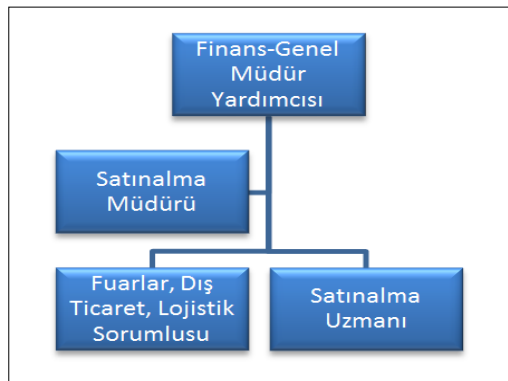 Finans-Genel
Müdür
Yardımcısı
Satınalma
Müdürü
Fuarlar, Dış
Ticaret, Lojistik
Sorumlusu
Satınalma
Uzmanı